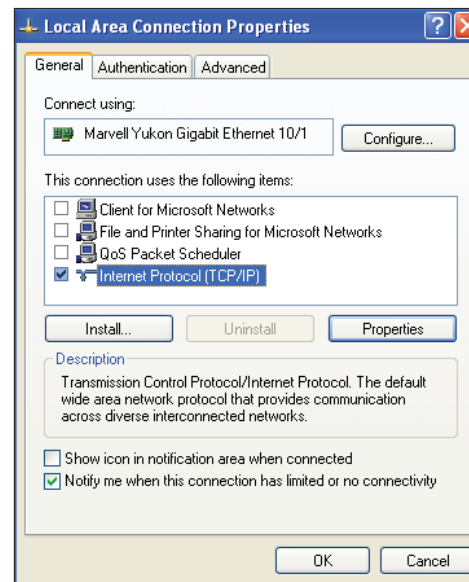 Local Area Connection Properties
General Authentication Advanced
Connect using:
Marvell Yukon Gigabit Ethernet 10/1
Configure...
This connection uses the following items:
Client for Microsoft Networks
File and Printer Sharing for Microsoft Networks
QoS Packet Scheduler
Internet Protocol (TCP/IP)
Install... Uninstall Properties
Description
Transmission Control Protocol/Internet Protocol. The default
wide area network protocol that provides communication
across diverse interconnected networks.
Show icon in notification area when connected
Notify me when this connection has limited or no connectivity
OK Cancel